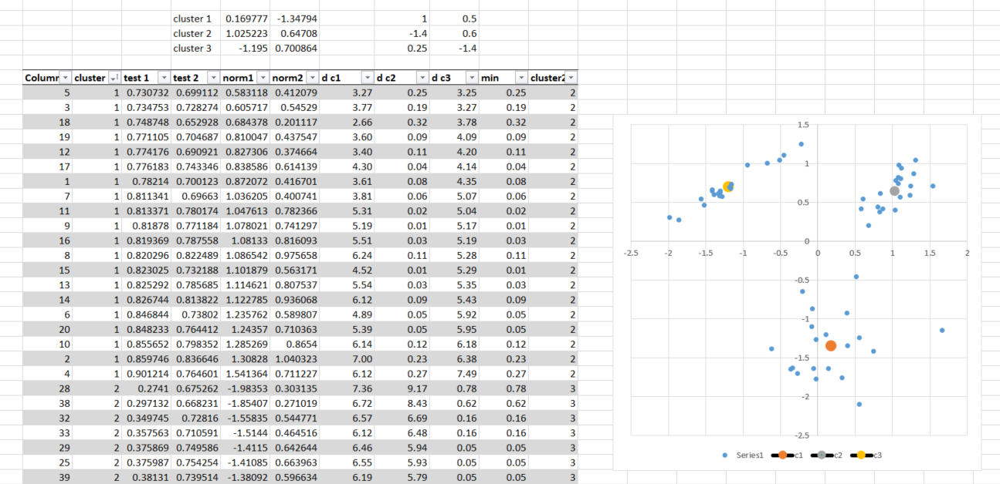 cluster 1 0.169777 -1.34794 1 0.5
cluster 2 1.025223 0.64708 -1.4 0.6
cluster 3 -1.195 0.700864 0.25 -1.4
Column cluster test 1 test 2 norm1 norm2 d c1 d c2 d c3 min cluster2
5 1 0.730732 0.699112 0.583118 0.412079 3.27 0.25 3.25 0.25 2
3 1 0.734753 0.728274 0.605717 0.54529 3.77 0.19 3.27 0.19 2
18 1 0.748748 0.652928 0.684378 0.201117 2.66 0.32 3.78 0.32 2
19 1 0.771105 0.704687 0.810047 0.437547 3.60 0.09 4.09 0.09 2
12 1 0.774176 0.690921 0.827306 0.374664 3.40 0.11 4.20 0.11 2
17 1 0.776183 0.743346 0.838586 0.614139 4.30 0.04 4.14 0.04 2
1 1 0.78214 0.700123 0.872072 0.416701 3.61 0.08 4.35 0.08 2
7 1 0.811341 0.69663 1.036205 0.400741 3.81 0.06 5.07 0.06 2
11 1 0.813371 0.780174 1.047613 0.782366 5.31 0.02 5.04 0.02 2
9 1 0.81878 0.771184 1.078021 0.741297 5.19 0.01 5.17 0.01 2
16 1 0.819369 0.787558 1.08133 0.816093 5.51 0.03 5.19 0.03 2
8 1 0.820296 0.822489 1.086542 0.975658 6.24 0.11 5.28 0.11 2
15 1 0.823025 0.732188 1.101879 0.563171 4.52 0.01 5.29 0.01 2
13 1 0.825292 0.785685 1.114621 0.807537 5.54 0.03 5.35 0.03 2
14 1 0.826744 0.813822 1.122785 0.936068 6.12 0.09 5.43 0.09 2
6 1 0.846844 0.73802 1.235762 0.589807 4.89 0.05 5.92 0.05 2
20 1 0.848233 0.764412 1.24357 0.710363 5.39 0.05 5.95 0.05 2
10 1 0.855652 0.798352 1.285269 0.8654 6.14 0.12 6.18 0.12 2
2 1 0.859746 0.836646 1.30828 1.040323 7.00 0.23 6.38 0.23 2
4 1 0.901214 0.764601 1.541364 0.711227 6.12 0.27 7.49 0.27 2
28 2 0.2741 0.675262 -1.98353 0.303135 7.36 9.17 0.78 0.78 3
38 2 0.297132 0.668231 -1.85407 0.271019 6.72 8.43 0.62 0.62 3
32 2 0.349745 0.72816 -1.55835 0.544771 6.57 6.69 0.16 0.16 3
33 2 0.357563 0.710591 -1.5144 0.464516 6.12 6.48 0.16 0.16 3
29 2 0.375869 0.749586 -1.4115 0.642644 6.46 5.94 0.05 0.05 3
25 2 0.375987 0.754254 -1.41085 0.663963 6.55 5.93 0.05 0.05 3
39 2 0.38131 0.739514 -1.38092 0.596634 6.19 5.79 0.05 0.05 3
1.5
1
0.5
0
-2.5 -2 -1.5 -1 -0.5 0 0.5 1 1.5 2
-0.5
-1
-1.5
-2
-2.5
Series1 c1 c2 c3